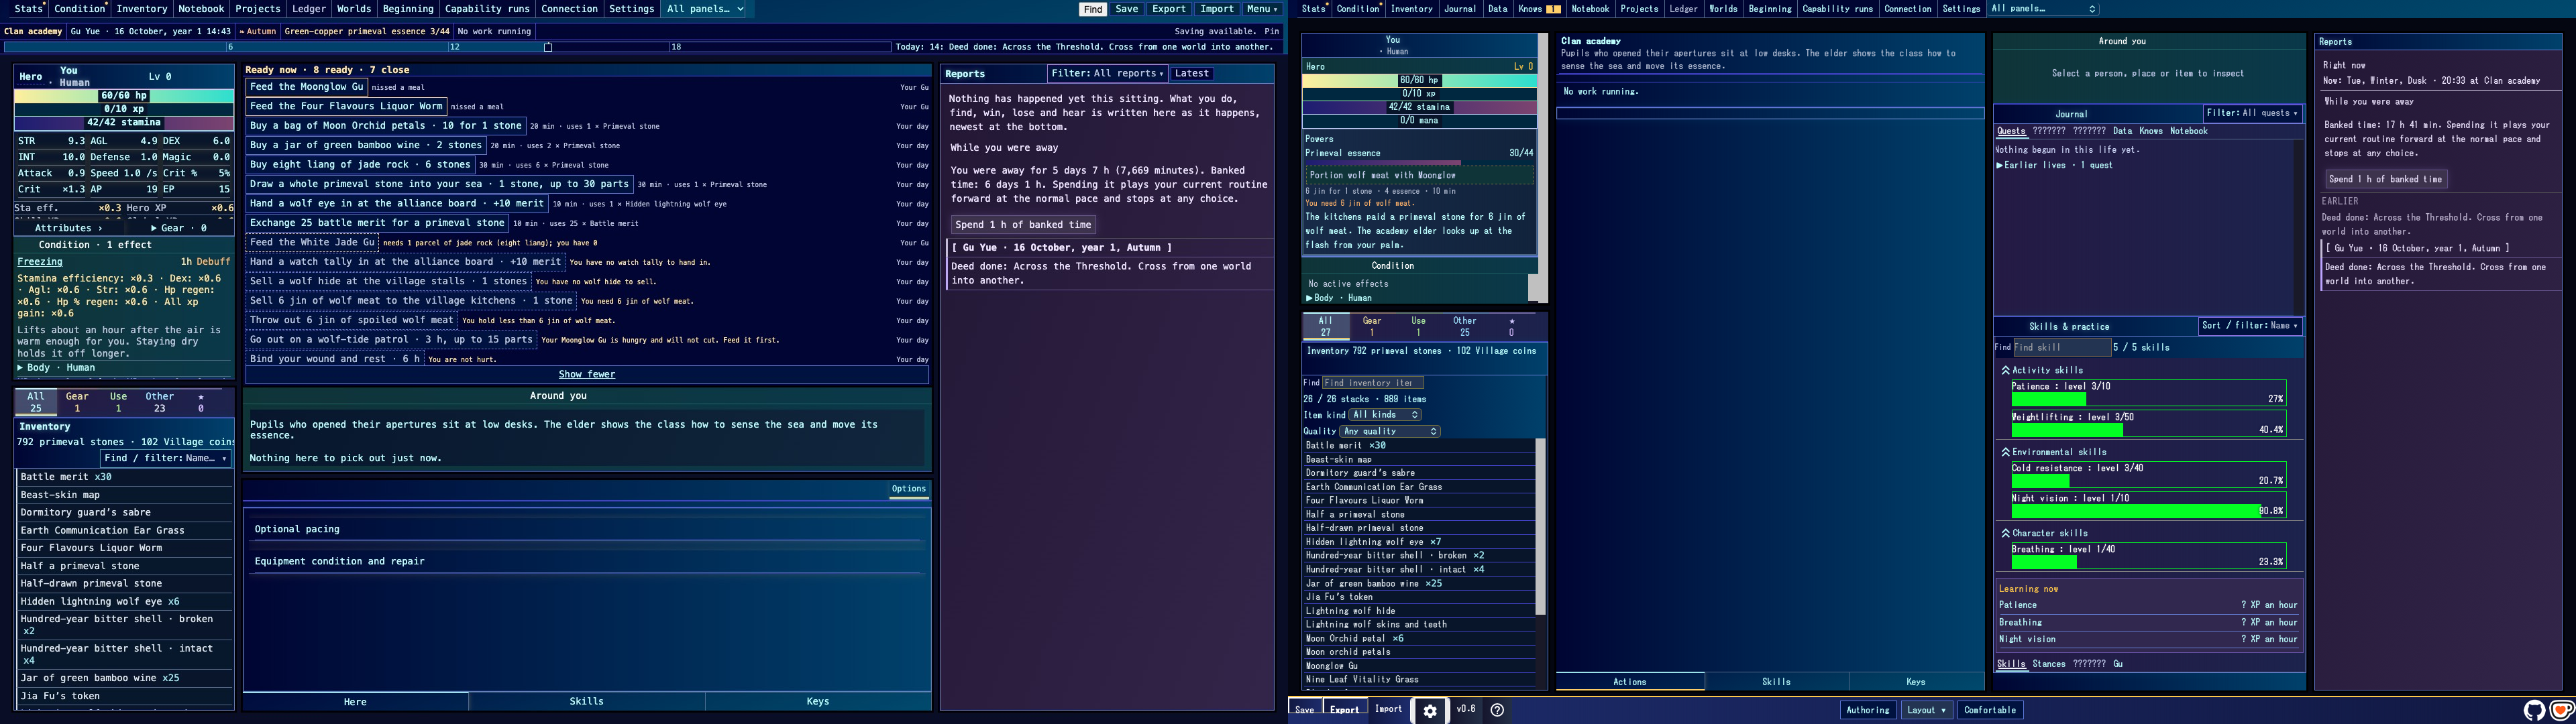 Stats Condition Inventory Notebook Projects Ledger Worlds Beginning Capability runs Connection Settings All panels… Find Save Export Import Menu
Clan academy Gu Yue · 16 October, year 1 14:43 Autumn Green-copper primeval essence 3/44 No work running Saving available. Pin
6 12 18 Today: 14: Deed done: Across the Threshold. Cross from one world into another.
You
Hero · Human Lv 0
60/60 hp
0/10 xp
42/42 stamina
STR 9.3 AGL 4.9 DEX 6.0
INT 10.0 Defense 1.0 Magic 0.0
Attack 0.9 Speed 1.0 /s Crit % 5%
Crit ×1.3 AP 19 EP 15
Sta eff. ×0.3 Hero XP ×0.6
Attributes › ▶ Gear · 0
Condition · 1 effect
Freezing 1h Debuff
Stamina efficiency: ×0.3 · Dex: ×0.6
· Agl: ×0.6 · Str: ×0.6 · Hp regen:
×0.6 · Hp % regen: ×0.6 · All xp
gain: ×0.6
Lifts about an hour after the air is
warm enough for you. Staying dry
holds it off longer.
▶ Body · Human
All Gear Use Other ★
25 1 1 23 0
Inventory
792 primeval stones · 102 Village coins
Find / filter: Name… ▾
Battle merit x30
Beast-skin map
Dormitory guard's sabre
Earth Communication Ear Grass
Four Flavours Liquor Worm
Half a primeval stone
Half-drawn primeval stone
Hidden lightning wolf eye x6
Hundred-year bitter shell · broken
x2
Hundred-year bitter shell · intact
x4
Jar of green bamboo wine x25
Jia Fu's token
Ready now · 8 ready · 7 close
Feed the Moonglow Gu missed a meal Your Gu
Feed the Four Flavours Liquor Worm missed a meal Your Gu
Buy a bag of Moon Orchid petals · 10 for 1 stone 20 min · uses 1 × Primeval stone Your day
Buy a jar of green bamboo wine · 2 stones 20 min · uses 2 × Primeval stone Your day
Buy eight liang of jade rock · 6 stones 30 min · uses 6 × Primeval stone Your day
Draw a whole primeval stone into your sea · 1 stone, up to 30 parts 30 min · uses 1 × Primeval stone Your day
Hand a wolf eye in at the alliance board · +10 merit 10 min · uses 1 × Hidden lightning wolf eye Your day
Exchange 25 battle merit for a primeval stone 10 min · uses 25 × Battle merit Your day
Feed the White Jade Gu needs 1 parcel of jade rock (eight liang); you have 0 Your Gu
Hand a watch tally in at the alliance board · +10 merit You have no watch tally to hand in. Your day
Sell a wolf hide at the village stalls · 1 stones You have no wolf hide to sell. Your day
Sell 6 jin of wolf meat to the village kitchens · 1 stone You need 6 jin of wolf meat. Your day
Throw out 6 jin of spoiled wolf meat You hold less than 6 jin of wolf meat. Your day
Go out on a wolf-tide patrol · 3 h, up to 15 parts Your Moonglow Gu is hungry and will not cut. Feed it first. Your day
Bind your wound and rest · 6 h You are not hurt. Your day
Show fewer
Around you
Pupils who opened their apertures sit at low desks. The elder shows the class how to sense the sea and move its
essence.
Nothing here to pick out just now.
Options
Optional pacing
Equipment condition and repair
Here Skills Keys
Reports Filter: All reports ▾ Latest
Nothing has happened yet this sitting. What you do,
find, win, lose and hear is written here as it happens,
newest at the bottom.
While you were away
You were away for 5 days 7 h (7,669 minutes). Banked
time: 6 days 1 h. Spending it plays your current routine
forward at the normal pace and stops at any choice.
Spend 1 h of banked time
[ Gu Yue · 16 October, year 1, Autumn ]
Deed done: Across the Threshold. Cross from one world
into another.
Stats Condition Inventory Journal Data Knows 1 Notebook Projects Ledger Worlds Beginning Capability runs Connection Settings All panels…
You
· Human
Hero Lv 0
60/60 hp
0/10 xp
42/42 stamina
0/0 mana
Powers
Primeval essence 30/44
Portion wolf meat with Moonglow
6 jin for 1 stone · 4 essence · 10 min
You need 6 jin of wolf meat.
The kitchens paid a primeval stone for 6 jin of
wolf meat. The academy elder looks up at the
flash from your palm.
Condition
No active effects
▶Body · Human
All Gear Use Other ★
27 1 1 25 0
Inventory 792 primeval stones · 102 Village coins
Find Find inventory iter
26 / 26 stacks · 889 items
Item kind All kinds
Quality Any quality
Battle merit ×30
Beast-skin map
Dormitory guard's sabre
Earth Communication Ear Grass
Four Flavours Liquor Worm
Half a primeval stone
Half-drawn primeval stone
Hidden lightning wolf eye ×7
Hundred-year bitter shell · broken ×2
Hundred-year bitter shell · intact ×4
Jar of green bamboo wine ×25
Jia Fu's token
Lightning wolf hide
Lightning wolf skins and teeth
Moon Orchid petal ×6
Moon orchid petals
Moonglow Gu
Nine Leaf Vitality Grass
Clan academy
Pupils who opened their apertures sit at low desks. The elder shows the class how to
sense the sea and move its essence.
No work running.
Actions Skills Keys
Around you
Select a person, place or item to inspect
Journal Filter: All quests ▾
Quests ??????? ??????? Data Knows Notebook
Nothing begun in this life yet.
▶Earlier lives · 1 quest
Skills & practice Sort / filter: Name ▾
Find Find skill 5 / 5 skills
Activity skills
Patience : level 3/10
27%
Weightlifting : level 3/50
40.4%
Environmental skills
Cold resistance : level 3/40
20.7%
Night vision : level 1/10
90.8%
Character skills
Breathing : level 1/40
23.3%
Learning now
Patience ? XP an hour
Breathing ? XP an hour
Night vision ? XP an hour
Skills Stances ??????? Gu
Reports
Right now
Now: Tue, Winter, Dusk · 20:33 at Clan academy
While you were away
Banked time: 17 h 41 min. Spending it plays your
current routine forward at the normal pace and
stops at any choice.
Spend 1 h of banked time
EARLIER
Deed done: Across the Threshold. Cross from one
world into another.
[ Gu Yue · 16 October, year 1, Autumn ]
Deed done: Across the Threshold. Cross from one
world into another.
Save Export Import v0.8 Authoring Layout ▾ Comfortable